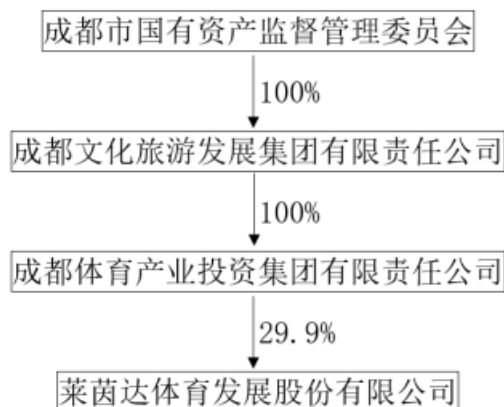 成都市国有资产监督管理委员会
100%
成都文化旅游发展集团有限责任公司
100%
成都体育产业投资集团有限责任公司
29.9%
莱茵达体育发展股份有限公司